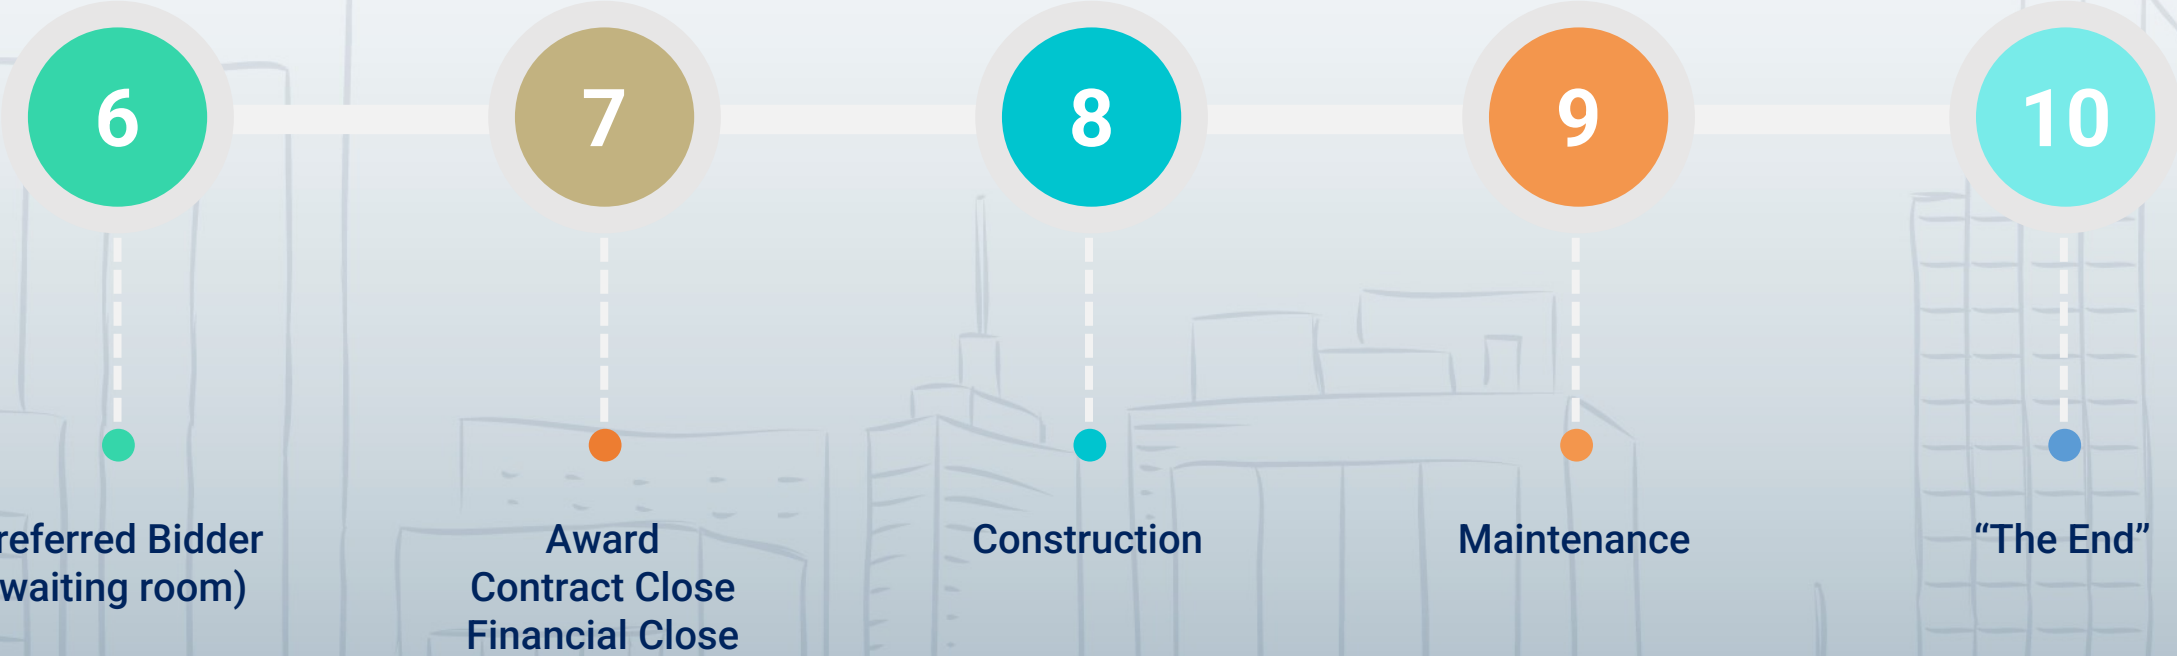 6
7
8
9
10
referred Bidder
waiting room)
Award
Contract Close
Financial Close
Construction
Maintenance
“The End”